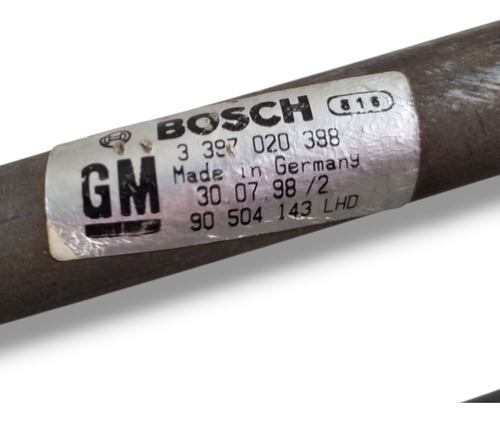 BOSCH 816
3 397 020 398
GM Made in Germany
30 07 98 /2
90 504 143 LHD